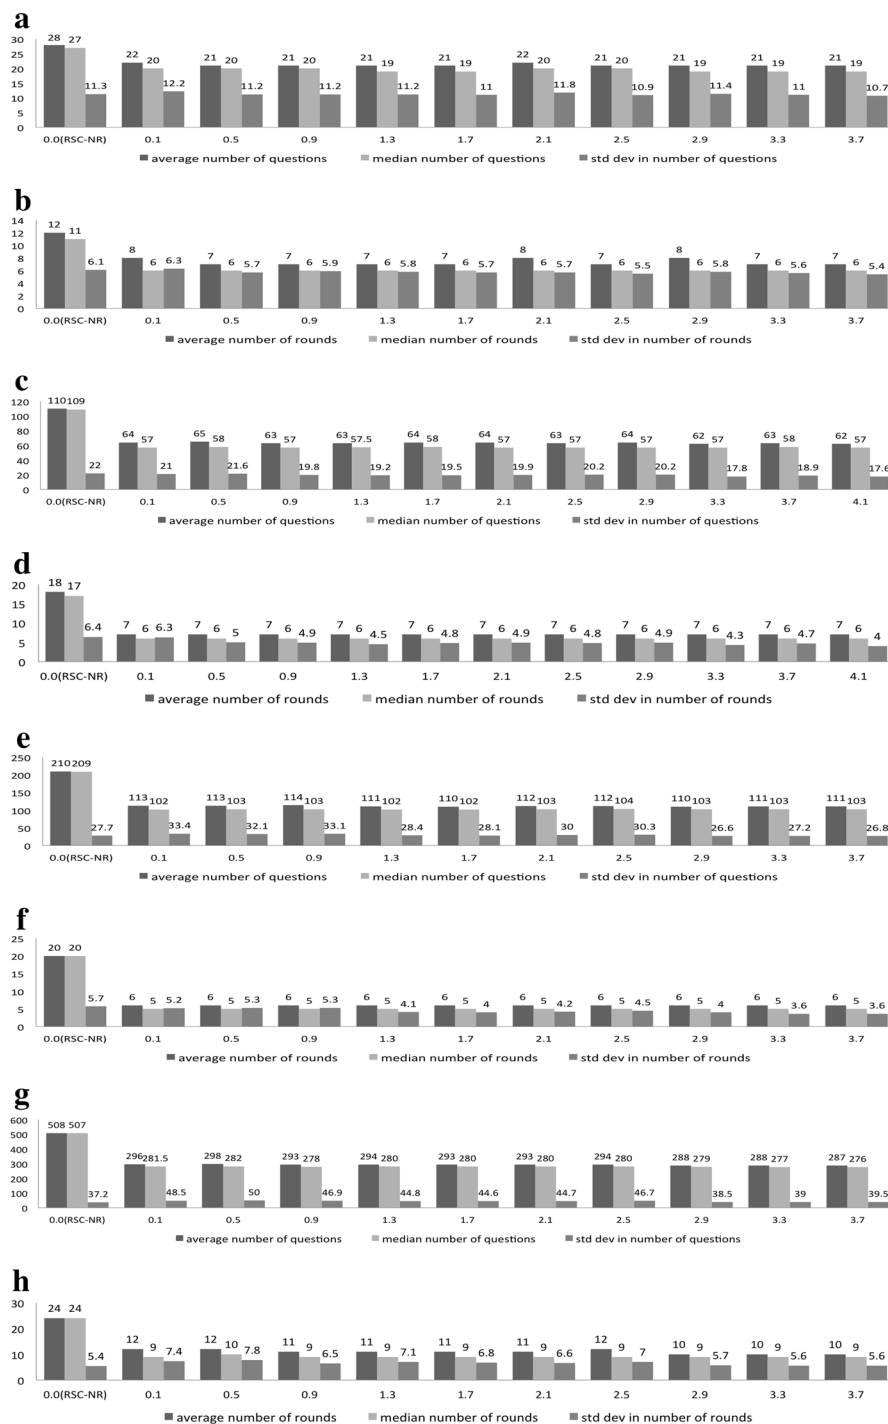 a
30
25
20
15
10
5
0
28 27 11.3 22 20 12.2 21 20 11.2 21 20 11.2 21 19 11.2 21 19 11 22 20 11.8 21 20 10.9 21 19 11.4 21 19 11 21 19 10.7
0.0(RSC-NR) 0.1 0.5 0.9 1.3 1.7 2.1 2.5 2.9 3.3 3.7
average number of questions median number of questions std dev in number of questions
b
14
12
10
8
6
4
2
0
12 11 6.1 8 6 6.3 7 6 5.7 7 6 5.9 7 6 5.8 7 6 5.7 8 6 5.7 7 6 5.5 8 6 5.8 7 6 5.6 7 6 5.4
0.0(RSC-NR) 0.1 0.5 0.9 1.3 1.7 2.1 2.5 2.9 3.3 3.7
average number of rounds median number of rounds std dev in number of rounds
c
120
100
80
60
40
20
0
110 109 22 64 57 21 65 58 21.6 63 57 19.8 63 57.5 19.2 64 58 19.5 64 57 19.9 63 57 20.2 64 57 20.2 62 57 17.8 63 58 18.9 62 57 17.6
0.0(RSC-NR) 0.1 0.5 0.9 1.3 1.7 2.1 2.5 2.9 3.3 3.7 4.1
average number of questions median number of questions std dev in number of questions
d
20
15
10
5
0
18 17 6.4 7 6 6.3 7 6 5 7 6 4.9 7 6 4.5 7 6 4.8 7 6 4.9 7 6 4.8 7 6 4.9 7 6 4.3 7 6 4.7 7 6 4
0.0(RSC-NR) 0.1 0.5 0.9 1.3 1.7 2.1 2.5 2.9 3.3 3.7 4.1
average number of rounds median number of rounds std dev in number of rounds
e
250
200
150
100
50
0
210 209 27.7 113 102 33.4 113 103 32.1 114 103 33.1 111 102 28.4 110 102 28.1 112 103 30 112 104 30.3 110 103 26.6 111 103 27.2 111 103 26.8
0.0(RSC-NR) 0.1 0.5 0.9 1.3 1.7 2.1 2.5 2.9 3.3 3.7
average number of questions median number of questions std dev in number of questions
f
25
20
15
10
5
0
20 20 5.7 6 5 5.2 6 5 5.3 6 5 5.3 6 5 4.1 6 5 4 6 5 4.2 6 5 4.5 6 5 4 6 5 3.6 6 5 3.6
0.0(RSC-NR) 0.1 0.5 0.9 1.3 1.7 2.1 2.5 2.9 3.3 3.7
average number of rounds median number of rounds std dev in number of rounds
g
600
500
400
300
200
100
0
508 507 37.2 296 281.5 48.5 298 282 50 293 278 46.9 294 280 44.8 293 280 44.6 293 280 44.7 294 280 46.7 288 279 38.5 288 277 39 287 276 39.5
0.0(RSC-NR) 0.1 0.5 0.9 1.3 1.7 2.1 2.5 2.9 3.3 3.7
average number of questions median number of questions std dev in number of questions
h
30
20
10
0
24 24 5.4 12 9 7.4 12 10 7.8 11 9 6.5 11 9 7.1 11 9 6.8 11 9 6.6 12 9 7 10 9 5.7 10 9 5.6 10 9 5.6
0.0(RSC-NR) 0.1 0.5 0.9 1.3 1.7 2.1 2.5 2.9 3.3 3.7
average number of rounds median number of rounds std dev in number of rounds